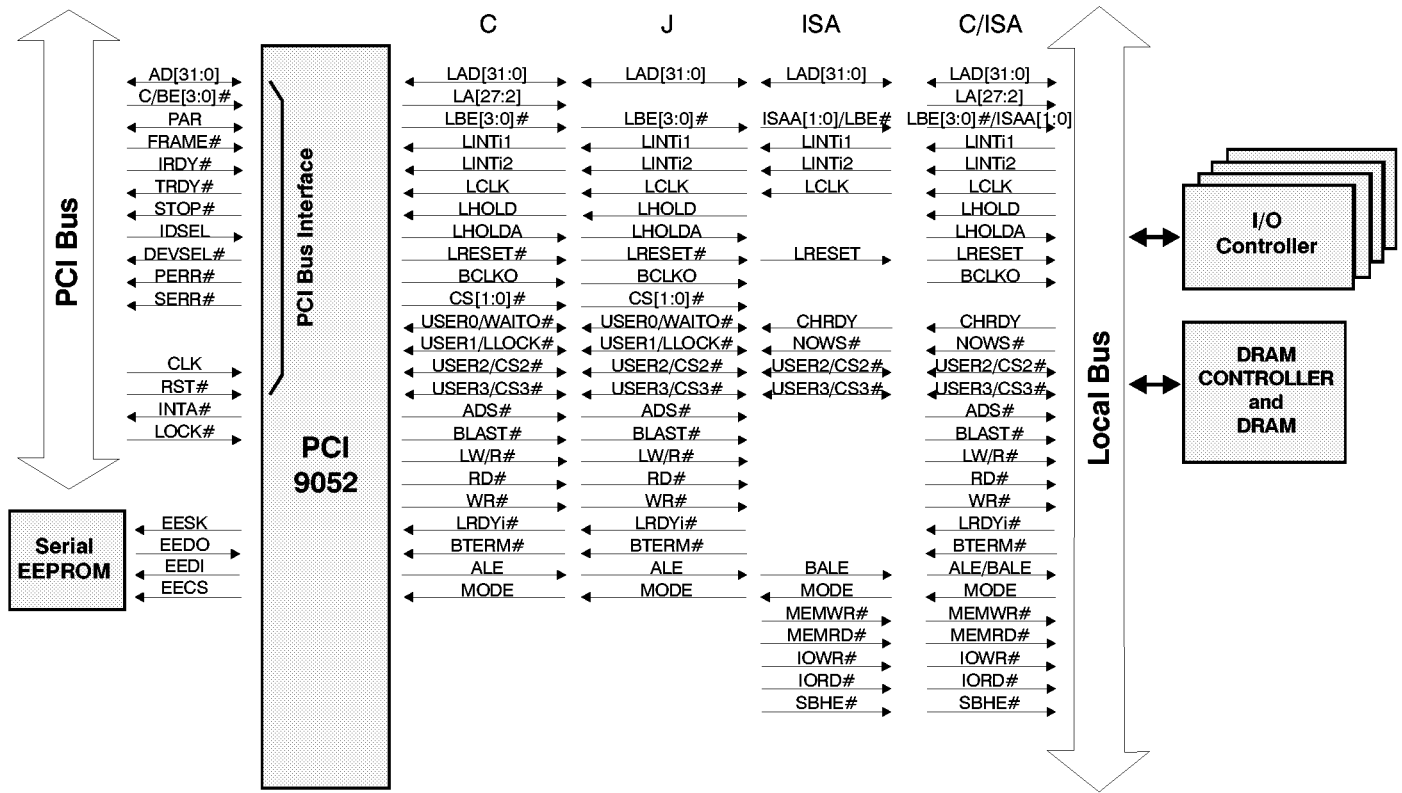 C J ISA C/ISA
AD[31:0] LAD[31:0] LAD[31:0] LAD[31:0] LAD[31:0]
C/BE[3:0]# LA[27:2] LA[27:2]
PAR LBE[3:0]# LBE[3:0]# ISAA[1:0]/LBE# LBE[3:0]#/ISAA[1:0]
FRAME# LINTi1 LINTi1 LINTi1 LINTi1
IRDY# LINTi2 LINTi2 LINTi2 LINTi2
TRDY# LCLK LCLK LCLK LCLK
STOP# LHOLD LHOLD LHOLD
IDSEL LHOLDA LHOLDA LHOLDA
DEVSEL# LRESET# LRESET# LRESET LRESET
PERR# BCLKO BCLKO BCLKO
SERR# CS[1:0]# CS[1:0]#
USER0/WAITO# USER0/WAITO# CHRDY CHRDY
USER1/LLOCK# USER1/LLOCK# NOWS# NOWS#
CLK USER2/CS2# USER2/CS2# USER2/CS2# USER2/CS2#
RST# USER3/CS3# USER3/CS3# USER3/CS3# USER3/CS3#
INTA# ADS# ADS# ADS#
LOCK# BLAST# BLAST# BLAST#
LW/R# LW/R# LW/R#
RD# RD# RD#
WR# WR# WR#
EESK LRDYi# LRDYi# LRDYi#
EEDO BTERM# BTERM# BTERM#
EEDI ALE ALE BALE ALE/BALE
EECS MODE MODE MODE MODE
MEMWR# MEMWR#
MEMRD# MEMRD#
IOWR# IOWR#
IORD# IORD#
SBHE# SBHE#
PCI Bus
PCI Bus Interface
PCI
9052
Serial
EEPROM
Local Bus
I/O
Controller
DRAM
CONTROLLER
and
DRAM